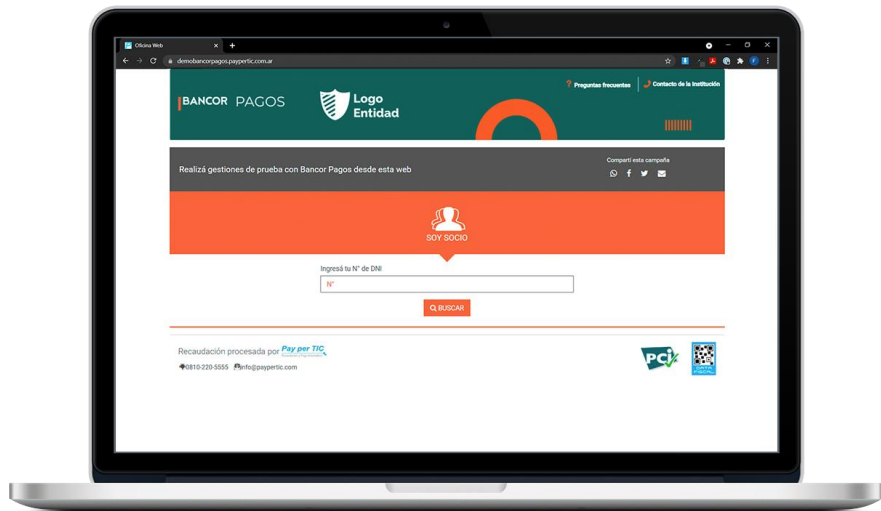 Oficina Web
demobancorpagos.paypertic.com.ar
Preguntas frecuentes
Contacto de la Institución
BANCOR PAGOS
Logo
Entidad
Realizá gestiones de prueba con Bancor Pagos desde esta web
Compartí esta campaña
SOY SOCIO
Ingresá tu N° de DNI
N°
BUSCAR
Recaudación procesada por Pay per TIC
0810-220-5555 info@paypertic.com
PCI
DATA
FISCAL